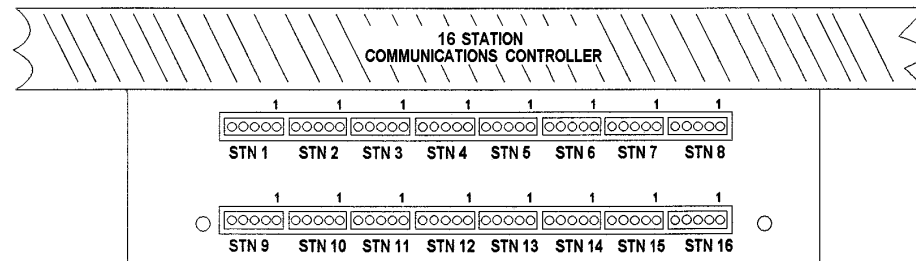 16 STATION
COMMUNICATIONS CONTROLLER
1 1 1 1 1 1 1 1
STN 1 STN 2 STN 3 STN 4 STN 5 STN 6 STN 7 STN 8
1 1 1 1 1 1 1 1
STN 9 STN 10 STN 11 STN 12 STN 13 STN 14 STN 15 STN 16